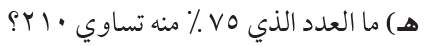 هـ) ما العدد الذي ٧٥ ٪ منه تساوي ٢١٠؟